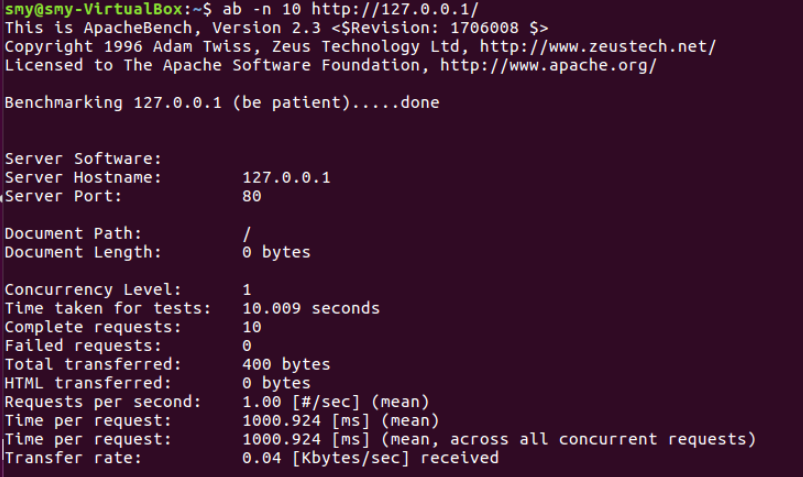 smy@smy-VirtualBox:~$ ab -n 10 http://127.0.0.1/
This is ApacheBench, Version 2.3 <$Revision: 1706008 $>
Copyright 1996 Adam Twiss, Zeus Technology Ltd, http://www.zeustech.net/
Licensed to The Apache Software Foundation, http://www.apache.org/

Benchmarking 127.0.0.1 (be patient).....done


Server Software:
Server Hostname:        127.0.0.1
Server Port:            80

Document Path:          /
Document Length:        0 bytes

Concurrency Level:      1
Time taken for tests:   10.009 seconds
Complete requests:      10
Failed requests:        0
Total transferred:      400 bytes
HTML transferred:       0 bytes
Requests per second:    1.00 [#/sec] (mean)
Time per request:       1000.924 [ms] (mean)
Time per request:       1000.924 [ms] (mean, across all concurrent requests)
Transfer rate:          0.04 [Kbytes/sec] received